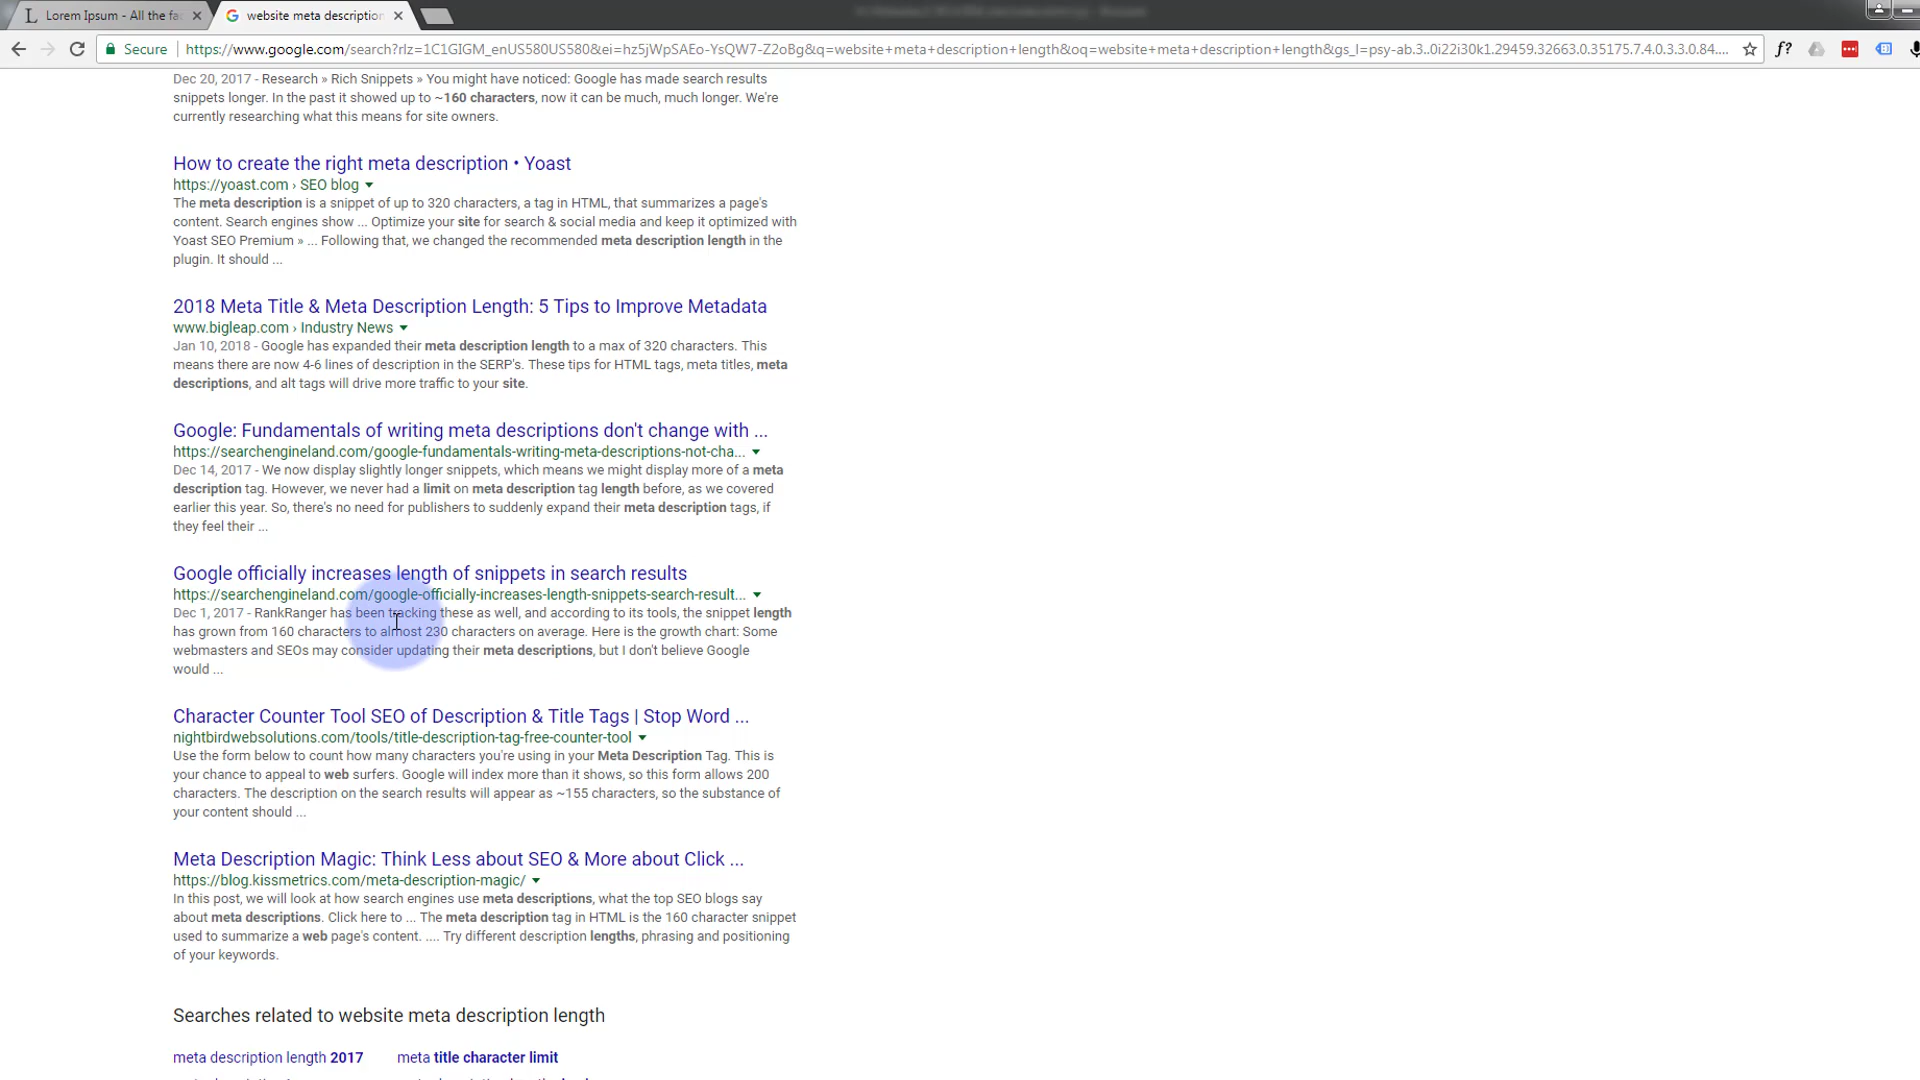 Lorem Ipsum - All the fa
website meta description
Secure
https://www.google.com/search?rlz=1C1GIGM_enUS580US580&ei=hz5jWpSAEo-YsQW7-Z2oBg&q=website+meta+description+length&oq=website+meta+description+length&gs_l=psy-ab.3..0i22i30k1.29459.32663.0.35175.7.4.0.3.3.0.84....
f?
Dec 20, 2017 - Research » Rich Snippets » You might have noticed: Google has made search results
snippets longer. In the past it showed up to ~160 characters, now it can be much, much longer. We're
currently researching what this means for site owners.
How to create the right meta description • Yoast
https://yoast.com › SEO blog
The meta description is a snippet of up to 320 characters, a tag in HTML, that summarizes a page's
content. Search engines show ... Optimize your site for search & social media and keep it optimized with
Yoast SEO Premium » ... Following that, we changed the recommended meta description length in the
plugin. It should ...
2018 Meta Title & Meta Description Length: 5 Tips to Improve Metadata
www.bigleap.com › Industry News
Jan 10, 2018 - Google has expanded their meta description length to a max of 320 characters. This
means there are now 4-6 lines of description in the SERP's. These tips for HTML tags, meta titles, meta
descriptions, and alt tags will drive more traffic to your site.
Google: Fundamentals of writing meta descriptions don't change with ...
https://searchengineland.com/google-fundamentals-writing-meta-descriptions-not-cha...
Dec 14, 2017 - We now display slightly longer snippets, which means we might display more of a meta
description tag. However, we never had a limit on meta description tag length before, as we covered
earlier this year. So, there's no need for publishers to suddenly expand their meta description tags, if
they feel their ...
Google officially increases length of snippets in search results
https://searchengineland.com/google-officially-increases-length-snippets-search-result...
Dec 1, 2017 - RankRanger has been tracking these as well, and according to its tools, the snippet length
has grown from 160 characters to almost 230 characters on average. Here is the growth chart: Some
webmasters and SEOs may consider updating their meta descriptions, but I don't believe Google
would ...
Character Counter Tool SEO of Description & Title Tags | Stop Word ...
nightbirdwebsolutions.com/tools/title-description-tag-free-counter-tool
Use the form below to count how many characters you're using in your Meta Description Tag. This is
your chance to appeal to web surfers. Google will index more than it shows, so this form allows 200
characters. The description on the search results will appear as ~155 characters, so the substance of
your content should ...
Meta Description Magic: Think Less about SEO & More about Click ...
https://blog.kissmetrics.com/meta-description-magic/
In this post, we will look at how search engines use meta descriptions, what the top SEO blogs say
about meta descriptions. Click here to ... The meta description tag in HTML is the 160 character snippet
used to summarize a web page's content. .... Try different description lengths, phrasing and positioning
of your keywords.
Searches related to website meta description length
meta description length 2017
meta title character limit